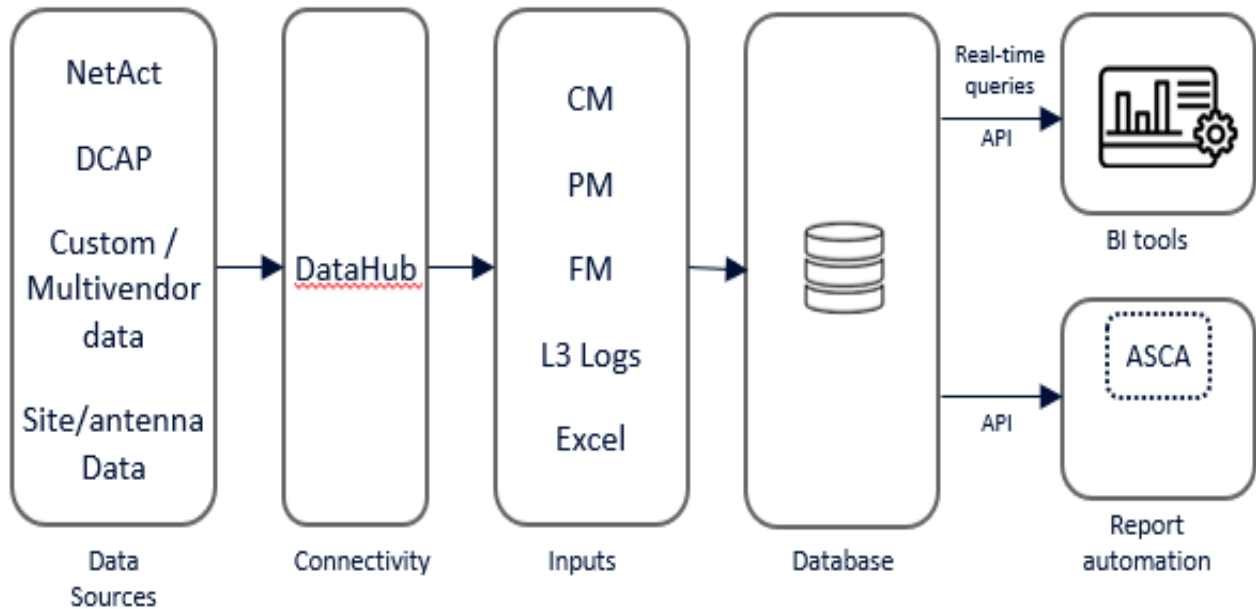 NetAct
DCAP
Custom /
Multivendor
data
Site/antenna
Data
Data
Sources
DataHub
Connectivity
CM
PM
FM
L3 Logs
Excel
Inputs
Database
Real-time
queries
API
BI tools
API
ASCA
Report
automation